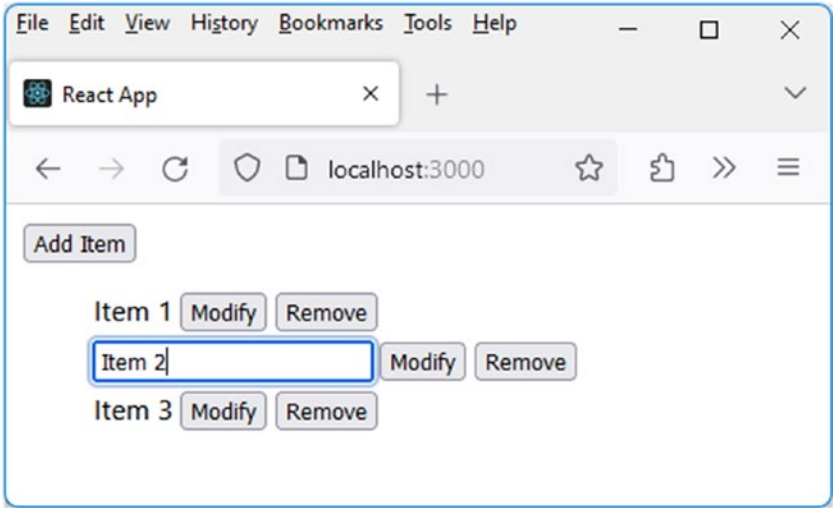 File Edit View History Bookmarks Tools Help
React App
localhost:3000
Add Item
Item 1 Modify Remove
Item 2 Modify Remove
Item 3 Modify Remove